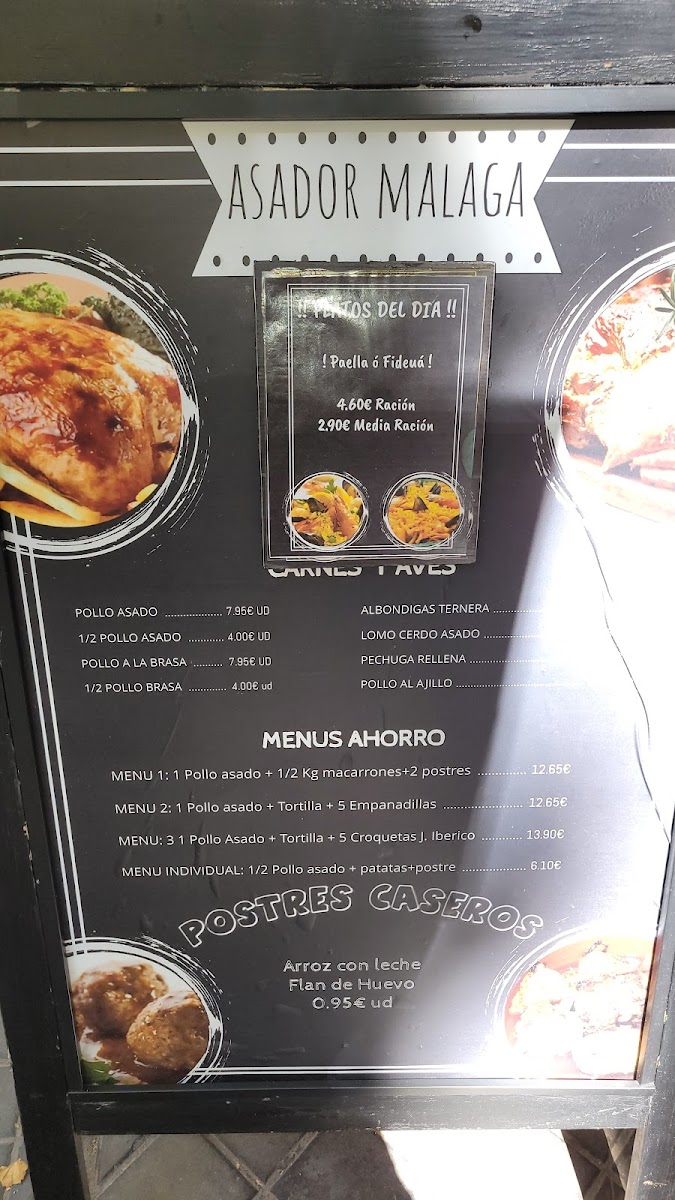 ASADOR MALAGA
!! PLATOS DEL DIA !!
! Paella ó Fideuá !
4.60€ Ración
2.90€ Media Ración
CARNES Y AVES
POLLO ASADO .................. 7.95€ UD
1/2 POLLO ASADO ........... 4.00€ UD
POLLO A LA BRASA ......... 7.95€ UD
1/2 POLLO BRASA ............ 4.00€ ud
ALBONDIGAS TERNERA ................
LOMO CERDO ASADO ..................
PECHUGA RELLENA ......................
POLLO AL AJILLO ..........................
MENUS AHORRO
MENU 1: 1 Pollo asado + 1/2 Kg macarrones+2 postres ............. 12.65€
MENU 2: 1 Pollo asado + Tortilla + 5 Empanadillas ..................... 12.65€
MENU: 3 1 Pollo Asado + Tortilla + 5 Croquetas J. Iberico ........... 13.90€
MENU INDIVIDUAL: 1/2 Pollo asado + patatas+postre ................. 6.10€
POSTRES CASEROS
Arroz con leche
Flan de Huevo
0.95€ ud